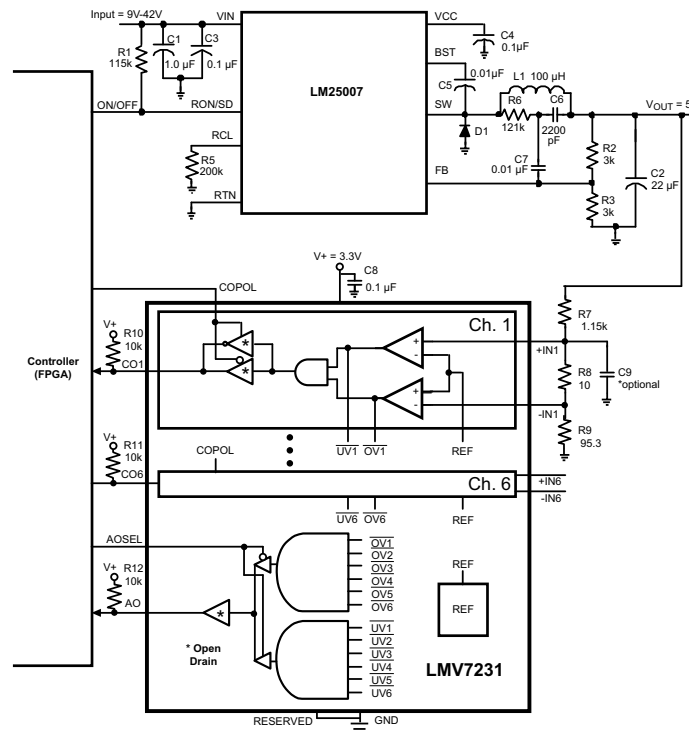 Input = 9V-42V
VIN
VCC
C4
0.1µF
R1
115k
C1
1.0 µF
C3
0.1 µF
BST
0.01µF
C5
L1 100 µH
LM25007
ON/OFF
RON/SD
SW
R6
121k
C6
2200
pF
VOUT = 5
D1
RCL
R5
200k
C7
0.01 µF
R2
3k
C2
22 µF
FB
RTN
R3
3k
V+ = 3.3V
C8
0.1 µF
COPOL
Ch. 1
R7
1.15k
V+
R10
10k
Controller
(FPGA)
CO1
*
*
+
-
+
-
+IN1
R8
10
C9
*optional
-IN1
R9
95.3
UV1
OV1
REF
V+
R11
10k
COPOL
CO6
Ch. 6
+IN6
-IN6
UV6
OV6
REF
AOSEL
V+
R12
10k
AO
*
* Open
Drain
OV1
OV2
OV3
OV4
OV5
OV6
REF
REF
UV1
UV2
UV3
UV4
UV5
UV6
LMV7231
RESERVED
GND